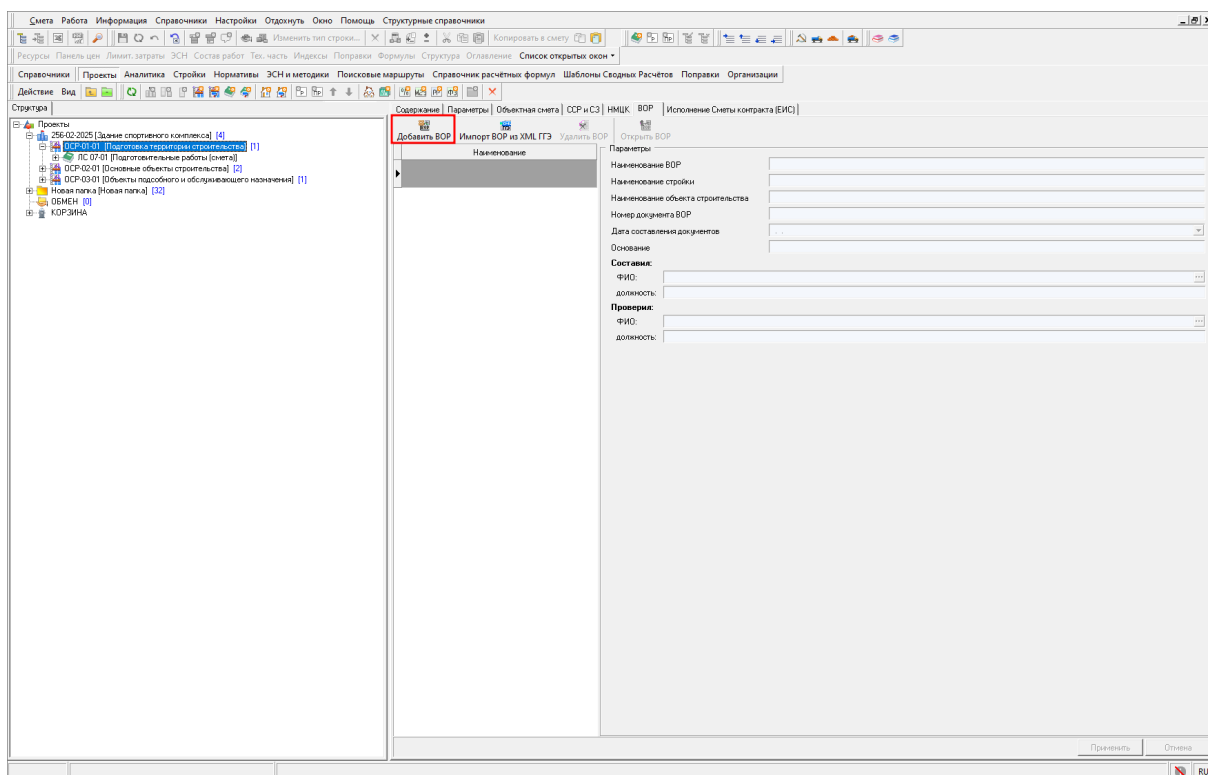 Смета Работа Информация Справочники Настройки Отдохнуть Окно Помощь Структурные справочники
Изменить тип строки... Копировать в смету
Ресурсы Панель цен Лимит. затраты ЭСН Состав работ Тех. часть Индексы Поправки Формулы Структура Оглавление Список открытых окон
Справочники Проекты Аналитика Стройки Нормативы ЭСН и методики Поисковые маршруты Справочник расчётных формул Шаблоны Сводных Расчётов Поправки Организации
Действие Вид
Структура
Содержание Параметры Объектная смета ССР и СЗ НМЦК ВОР Исполнение Сметы контракта (ЕИС)
Проекты
256-02-2025 [Здание спортивного комплекса] [4]
ОСР-01-01 [Подготовка территории строительства] [1]
ЛС 07-01 [Подготовительные работы (смета)]
ОСР-02-01 [Основные объекты строительства] [2]
ОСР-03-01 [Объекты подсобного и обслуживающего назначения] [1]
Новая папка [Новая папка] [32]
ОБМЕН [0]
КОРЗИНА
Добавить ВОР Импорт ВОР из XML ГГЭ Удалить ВОР Открыть ВОР
Наименование
Параметры
Наименование ВОР
Наименование стройки
Наименование объекта строительства
Номер документа ВОР
Дата составления документов . .
Основание
Составил:
ФИО:
должность:
Проверил:
ФИО:
должность:
Применить Отмена
RU